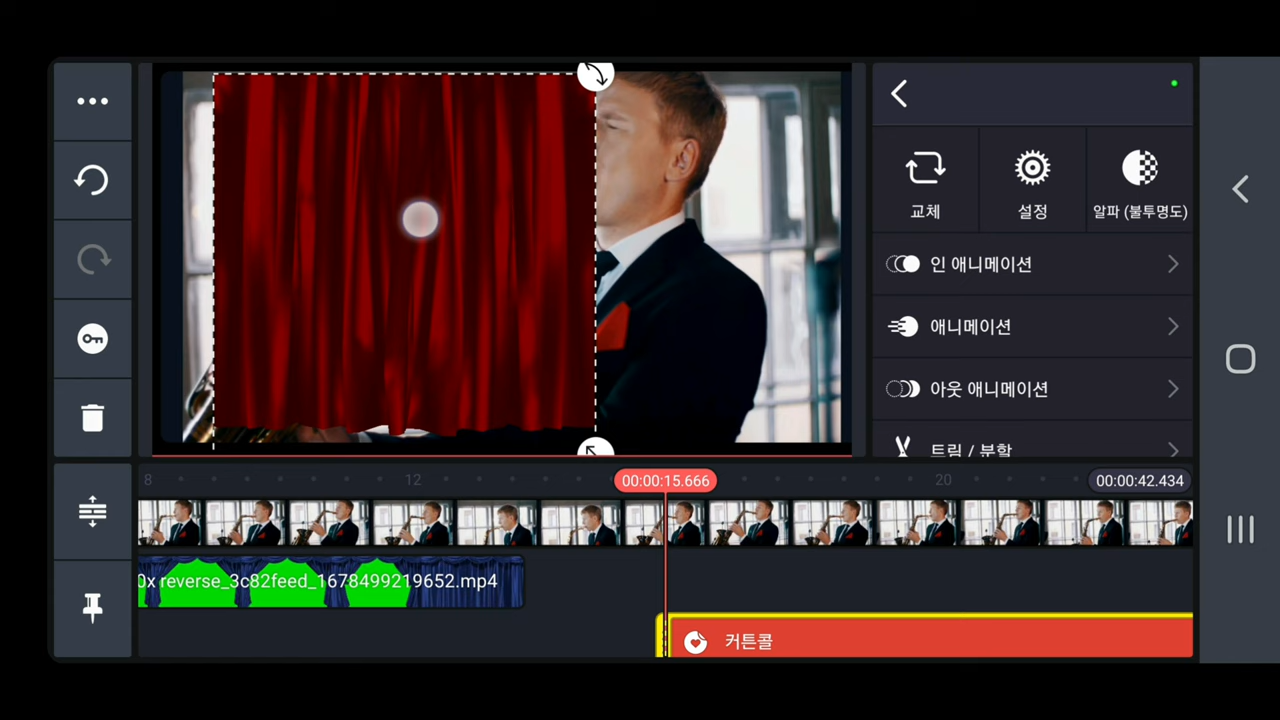 교체
설정
알파 (불투명도)
인 애니메이션
애니메이션
아웃 애니메이션
트림 / 분할
8
12
00:00:15.666
20
00:00:42.434
0x reverse_3c82feed_1678499219652.mp4
커튼콜